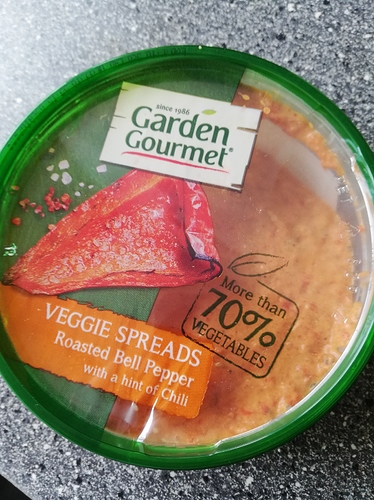 since 1986
Garden
Gourmet®
More than
70%
VEGETABLES
VEGGIE SPREADS
Roasted Bell Pepper
with a hint of Chili